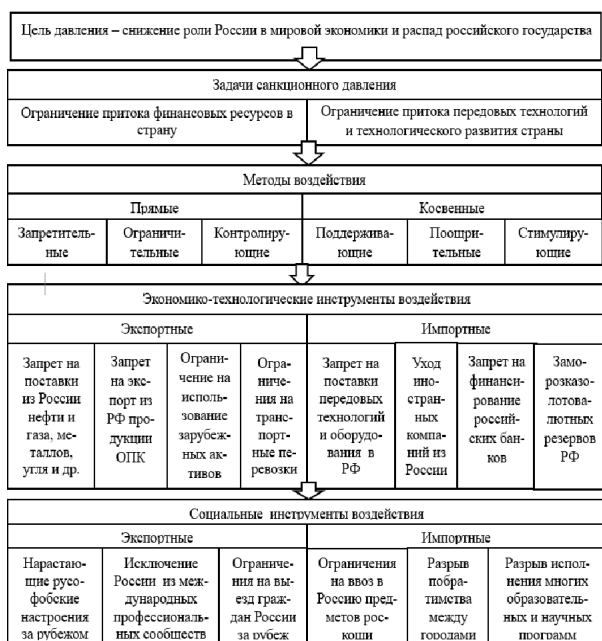 Цель давления – снижение роли России в мировой экономики и распад российского государства
Задачи санкционного давления
Ограничение притока финансовых ресурсов в
страну
Ограничение притока передовых технологий
и технологического развития страны
Методы воздействия
Прямые
Косвенные
Запретитель-
ные
Ограничи-
тельные
Контролиру-
ющие
Поддержива-
ющие
Поощри-
тельные
Стимулиру-
ющие
Экономико-технологические инструменты воздействия
Экспортные
Импортные
Запрет на
поставки
из России
нефти и
газа, ме-
таллов,
угля и др.
Запрет
на экс-
порт из
РФ про-
дукции
ОПК
Ограни-
чение на
исполь-
зование
зарубеж-
ных ак-
тивов
Огра-
ниче-
ния на
транс-
порт-
ные пе-
ревозки
Запрет на
поставки
передовых
технологий
и оборудо-
вания в
РФ
Уход
ино-
стран-
ных
компа-
ний из
России
Запрет на
финанси-
рование
россий-
ских бан-
ков
Замо-
розказо-
лотова-
лютных
резервов
РФ
Социальные инструменты воздействия
Экспортные
Импортные
Нарастаю-
щие русо-
фобские
настроения
за рубежом
Исключение
России из меж-
дународных
профессиональ-
ных сообществ
Ограниче-
ния на вы-
езд граж-
дан России
за рубеж
Ограничения
на ввоз в
Россию пред-
метов рос-
коши
Разрыв
побра-
тимства
между
городами
Разрыв испол-
нения многих
образователь-
ных и научных
программ